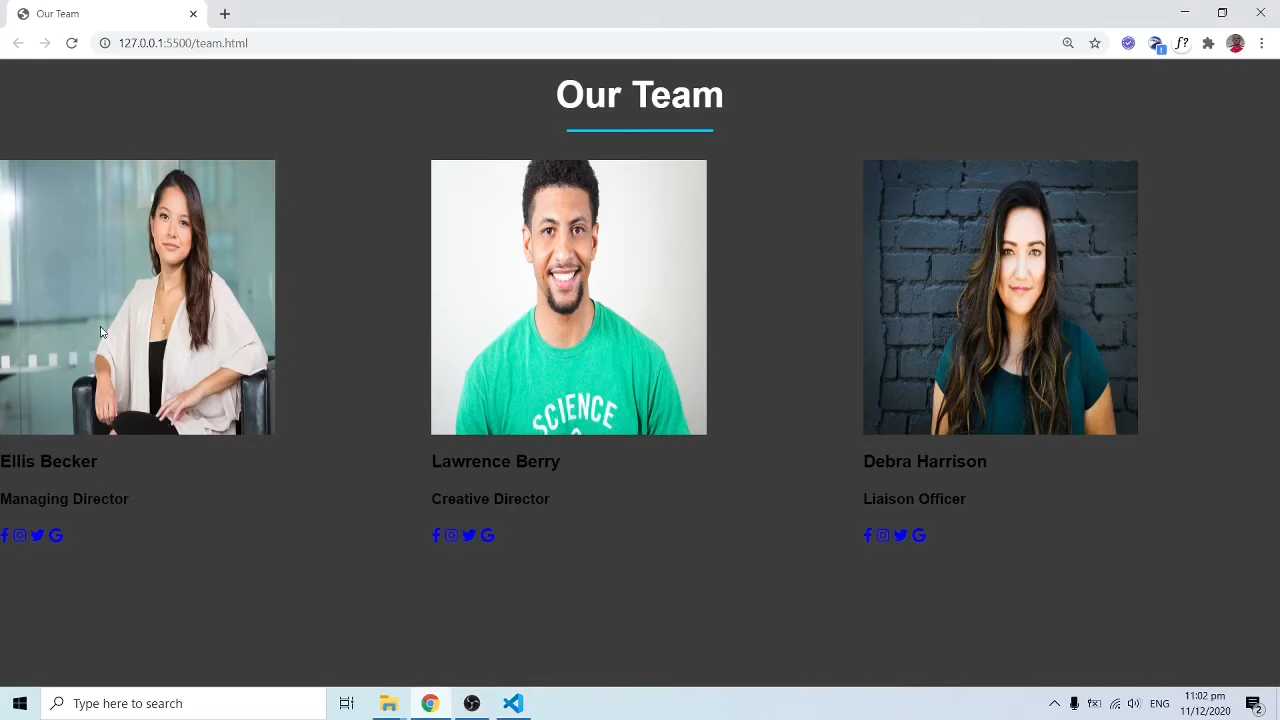 Our Team
127.0.0.1:5500/team.html
f?
Our Team
SCIENCE
Ellis Becker
Lawrence Berry
Debra Harrison
Managing Director
Creative Director
Liaison Officer
Type here to search
ENG
11:02 pm
11/12/2020
2